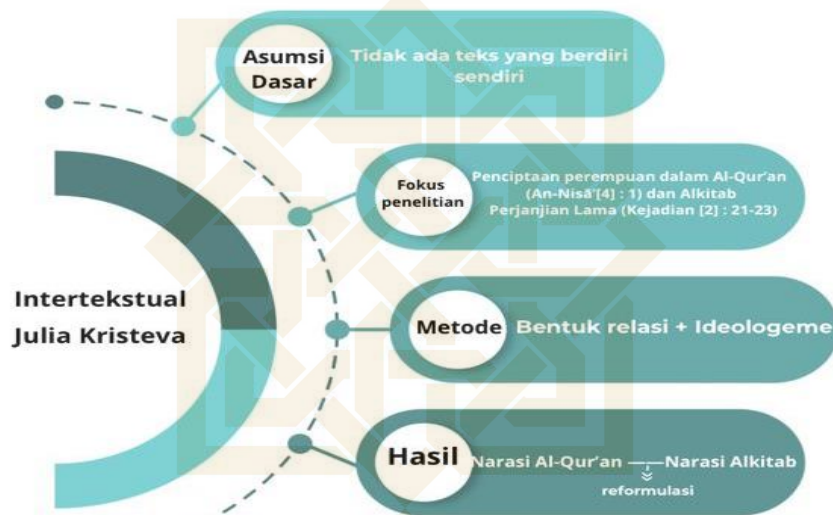 Asumsi
Dasar
Tidak ada teks yang berdiri
sendiri
Fokus
penelitian
Penciptaan perempuan dalam Al-Qur'an
(An-Nisā'[4] : 1) dan Alkitab
Perjanjian Lama (Kejadian [2] : 21-23)
Intertekstual
Julia Kristeva
Metode
Bentuk relasi + Ideologeme
Hasil
Narasi Al-Qur'an Narasi Alkitab
reformulasi